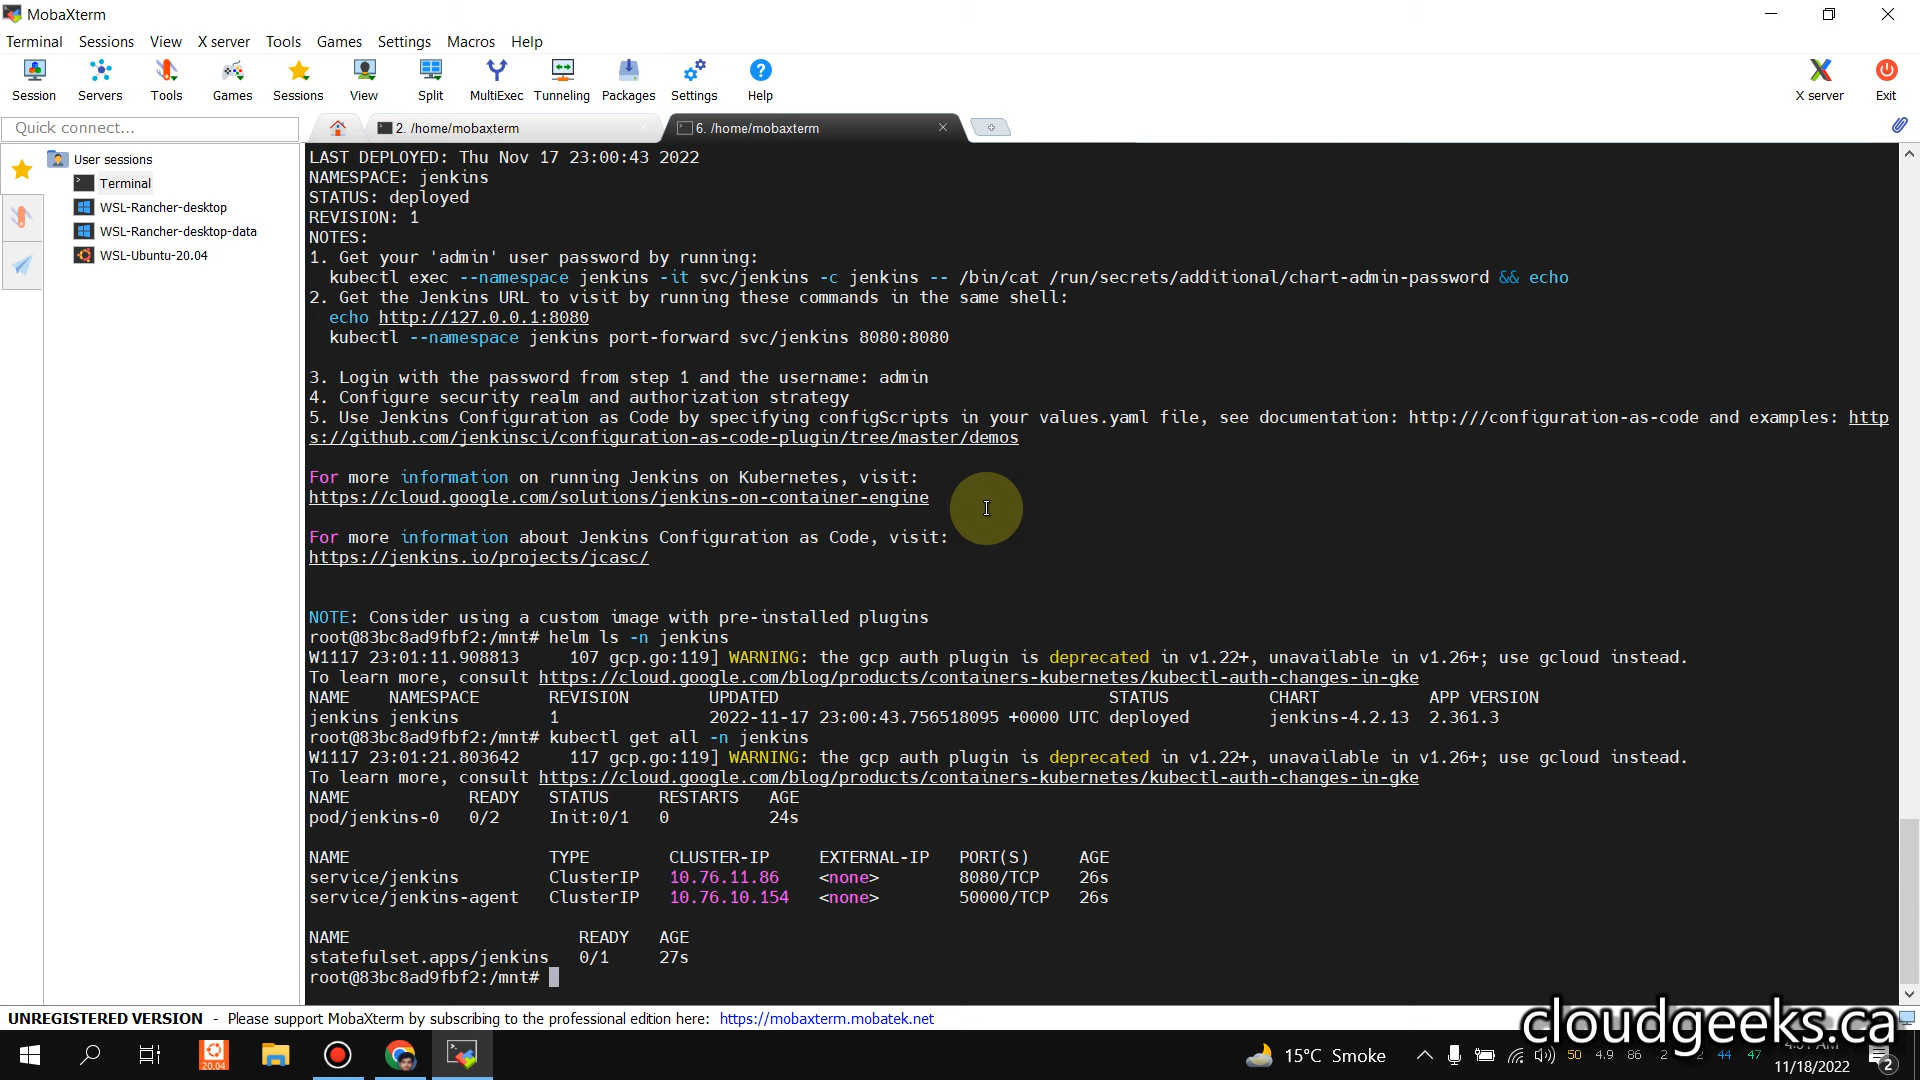 MobaXterm
Terminal Sessions View X server Tools Games Settings Macros Help
Session Servers Tools Games Sessions View Split MultiExec Tunneling Packages Settings Help X server Exit
Quick connect...
2. /home/mobaxterm
6. /home/mobaxterm
User sessions
Terminal
WSL-Rancher-desktop
WSL-Rancher-desktop-data
WSL-Ubuntu-20.04
LAST DEPLOYED: Thu Nov 17 23:00:43 2022
NAMESPACE: jenkins
STATUS: deployed
REVISION: 1
NOTES:
1. Get your 'admin' user password by running:
  kubectl exec --namespace jenkins -it svc/jenkins -c jenkins -- /bin/cat /run/secrets/additional/chart-admin-password && echo
2. Get the Jenkins URL to visit by running these commands in the same shell:
  echo http://127.0.0.1:8080
  kubectl --namespace jenkins port-forward svc/jenkins 8080:8080
3. Login with the password from step 1 and the username: admin
4. Configure security realm and authorization strategy
5. Use Jenkins Configuration as Code by specifying configScripts in your values.yaml file, see documentation: http:///configuration-as-code and examples: http
s://github.com/jenkinsci/configuration-as-code-plugin/tree/master/demos
For more information on running Jenkins on Kubernetes, visit:
https://cloud.google.com/solutions/jenkins-on-container-engine
For more information about Jenkins Configuration as Code, visit:
https://jenkins.io/projects/jcasc/
NOTE: Consider using a custom image with pre-installed plugins
root@83bc8ad9fbf2:/mnt# helm ls -n jenkins
W1117 23:01:11.908813     107 gcp.go:119] WARNING: the gcp auth plugin is deprecated in v1.22+, unavailable in v1.26+; use gcloud instead.
To learn more, consult https://cloud.google.com/blog/products/containers-kubernetes/kubectl-auth-changes-in-gke
NAME    NAMESPACE       REVISION        UPDATED                                 STATUS          CHART           APP VERSION
jenkins jenkins         1               2022-11-17 23:00:43.756518095 +0000 UTC deployed        jenkins-4.2.13  2.361.3
root@83bc8ad9fbf2:/mnt# kubectl get all -n jenkins
W1117 23:01:21.803642     117 gcp.go:119] WARNING: the gcp auth plugin is deprecated in v1.22+, unavailable in v1.26+; use gcloud instead.
To learn more, consult https://cloud.google.com/blog/products/containers-kubernetes/kubectl-auth-changes-in-gke
NAME            READY   STATUS     RESTARTS   AGE
pod/jenkins-0   0/2     Init:0/1   0          24s
NAME                    TYPE        CLUSTER-IP     EXTERNAL-IP   PORT(S)     AGE
service/jenkins         ClusterIP   10.76.11.86    <none>        8080/TCP    26s
service/jenkins-agent   ClusterIP   10.76.10.154   <none>        50000/TCP   26s
NAME                       READY   AGE
statefulset.apps/jenkins   0/1     27s
root@83bc8ad9fbf2:/mnt#
UNREGISTERED VERSION - Please support MobaXterm by subscribing to the professional edition here: https://mobaxterm.mobatek.net
cloudgeeks.ca
20.04
15°C Smoke
50 4.9 86
44 47
11/18/2022
2